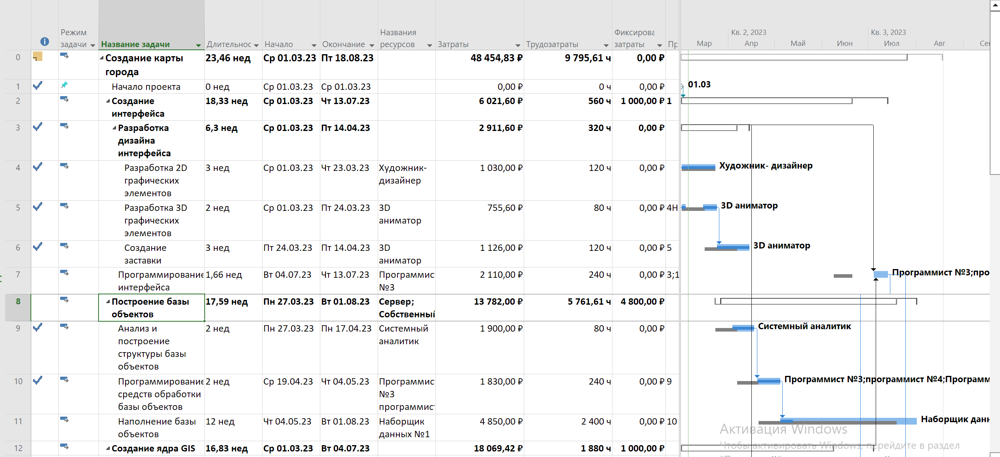 Режим
задачи
Название задачи
Длительнос
Начало
Окончание
Названия
ресурсов
Затраты
Трудозатраты
Фиксирова
затраты
Пр
Кв. 2, 2023
Кв. 3, 2023
Мар
Апр
Май
Июн
Июл
Авг
Сен
0
Создание карты
города
23,46 нед
Ср 01.03.23
Пт 18.08.23
48 454,83 ₽
9 795,61 ч
0,00 ₽
1
Начало проекта
0 нед
Ср 01.03.23
Ср 01.03.23
0,00 ₽
0 ч
0,00 ₽
01.03
2
Создание
интерфейса
18,33 нед
Ср 01.03.23
Чт 13.07.23
6 021,60 ₽
560 ч
1 000,00 ₽
1
3
Разработка
дизайна
интерфейса
6,3 нед
Ср 01.03.23
Пт 14.04.23
2 911,60 ₽
320 ч
0,00 ₽
4
Разработка 2D
графических
элементов
3 нед
Ср 01.03.23
Чт 23.03.23
Художник-
дизайнер
1 030,00 ₽
120 ч
0,00 ₽
Художник- дизайнер
5
Разработка 3D
графических
элементов
2 нед
Ср 01.03.23
Пт 24.03.23
3D
аниматор
755,60 ₽
80 ч
0,00 ₽
4Н
3D аниматор
6
Создание
заставки
3 нед
Пт 24.03.23
Пт 14.04.23
3D
аниматор
1 126,00 ₽
120 ч
0,00 ₽
5
3D аниматор
7
Программирование
интерфейса
1,66 нед
Вт 04.07.23
Чт 13.07.23
Программист
№3
2 110,00 ₽
240 ч
0,00 ₽
3;1
Программист №3;про
8
Построение базы
объектов
17,59 нед
Пн 27.03.23
Вт 01.08.23
Сервер;
Собственный
13 782,00 ₽
5 761,61 ч
4 800,00 ₽
9
Анализ и
построение
структуры базы
объектов
2 нед
Пн 27.03.23
Пн 17.04.23
Системный
аналитик
1 900,00 ₽
80 ч
0,00 ₽
Системный аналитик
10
Программирование
средств обработки
базы объектов
2 нед
Ср 19.04.23
Чт 04.05.23
Программист
№3
программист
1 830,00 ₽
240 ч
0,00 ₽
9
Программист №3;программист №4;Программ
11
Наполнение базы
объектов
12 нед
Чт 04.05.23
Вт 01.08.23
Наборщик
данных №1
4 850,00 ₽
2 400 ч
0,00 ₽
10
Наборщик данн
Активация Windows
Чтобы активировать Windows, перейдите в раздел
12
Создание ядра GIS
16,83 нед
Ср 01.03.23
Вт 04.07.23
18 069,42 ₽
1 880 ч
1 000,00 ₽